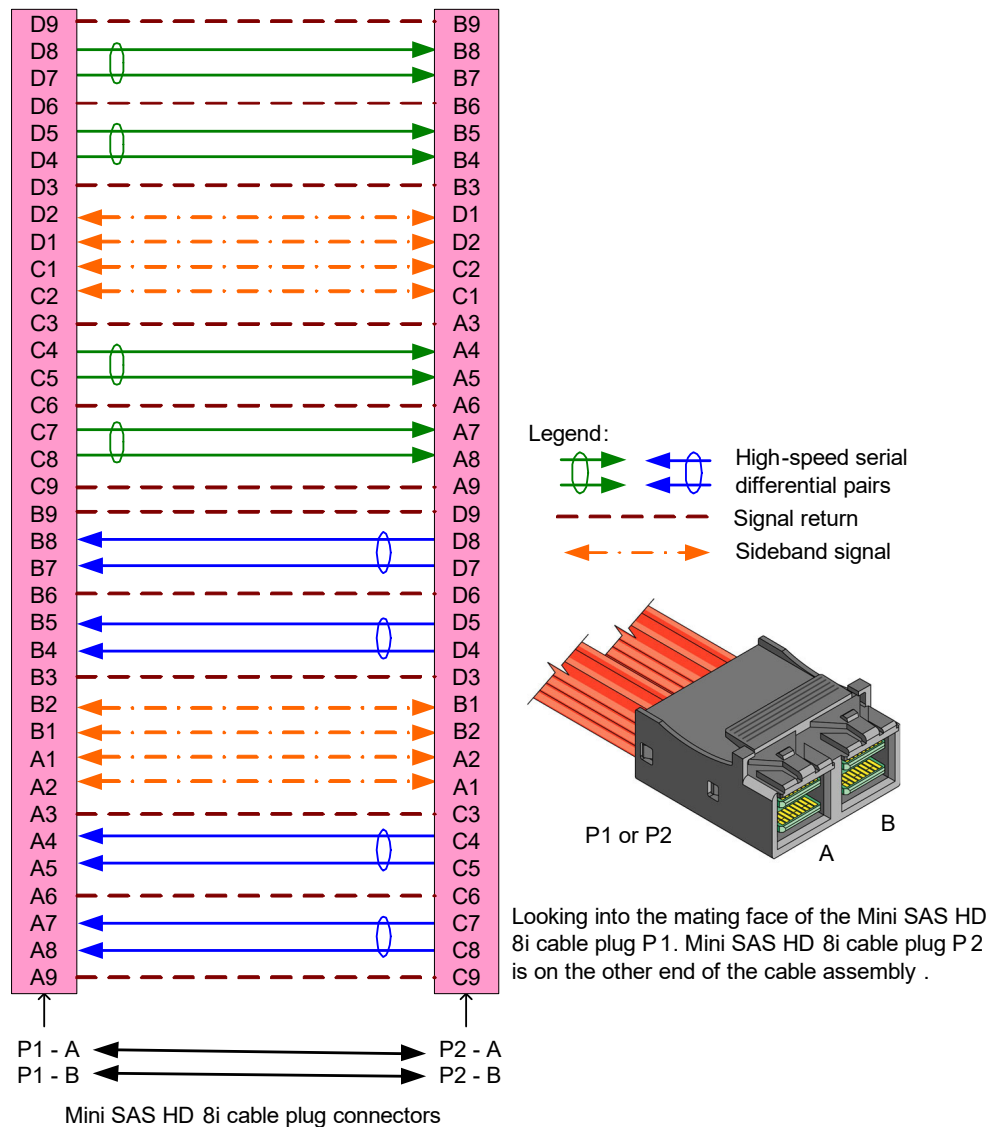 D9 B9
D8 B8
D7 B7
D6 B6
D5 B5
D4 B4
D3 B3
D2 D1
D1 D2
C1 C2
C2 C1
C3 A3
C4 A4
C5 A5
C6 A6
C7 A7
C8 A8
C9 A9
B9 D9
B8 D8
B7 D7
B6 D6
B5 D5
B4 D4
B3 D3
B2 B1
B1 B2
A1 A2
A2 A1
A3 C3
A4 C4
A5 C5
A6 C6
A7 C7
A8 C8
A9 C9
P1 - A P2 - A
P1 - B P2 - B
Mini SAS HD 8i cable plug connectors
Legend:
High-speed serial
differential pairs
Signal return
Sideband signal
P1 or P2
A
B
Looking into the mating face of the Mini SAS HD
8i cable plug P1. Mini SAS HD 8i cable plug P2
is on the other end of the cable assembly .